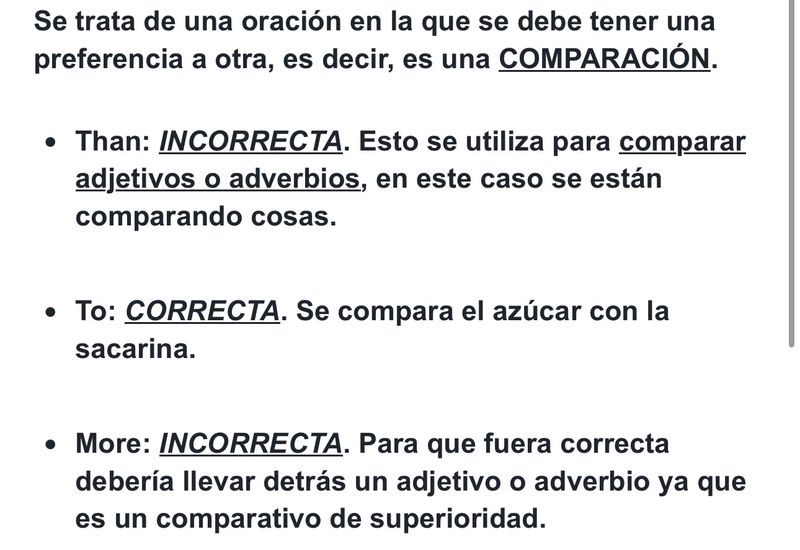 Se trata de una oración en la que se debe tener una
preferencia a otra, es decir, es una COMPARACIÓN.
• Than: INCORRECTA. Esto se utiliza para comparar
adjetivos o adverbios, en este caso se están
comparando cosas.
• To: CORRECTA. Se compara el azúcar con la
sacarina.
• More: INCORRECTA. Para que fuera correcta
debería llevar detrás un adjetivo o adverbio ya que
es un comparativo de superioridad.